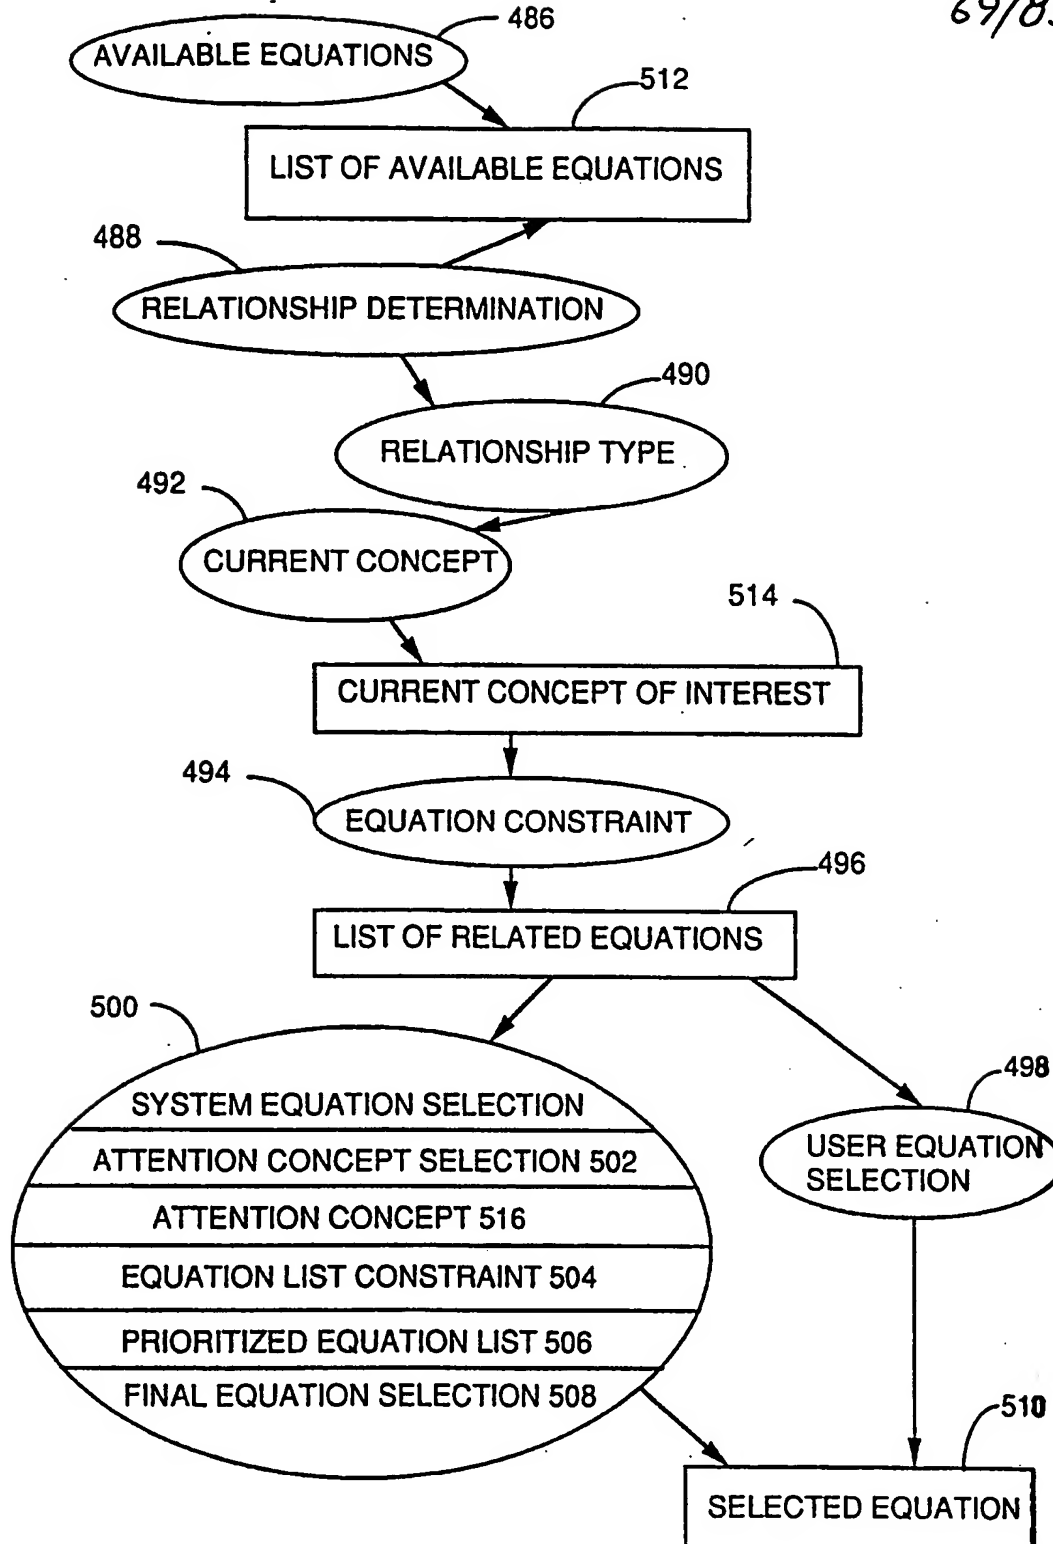 486
69/8
AVAILABLE EQUATIONS
512
LIST OF AVAILABLE EQUATIONS
488
RELATIONSHIP DETERMINATION
490
RELATIONSHIP TYPE
492
CURRENT CONCEPT
514
CURRENT CONCEPT OF INTEREST
494
EQUATION CONSTRAINT
496
LIST OF RELATED EQUATIONS
500
498
SYSTEM EQUATION SELECTION
ATTENTION CONCEPT SELECTION 502
USER EQUATION
SELECTION
ATTENTION CONCEPT 516
EQUATION LIST CONSTRAINT 504
PRIORITIZED EQUATION LIST 506
FINAL EQUATION SELECTION 508
510
SELECTED EQUATION